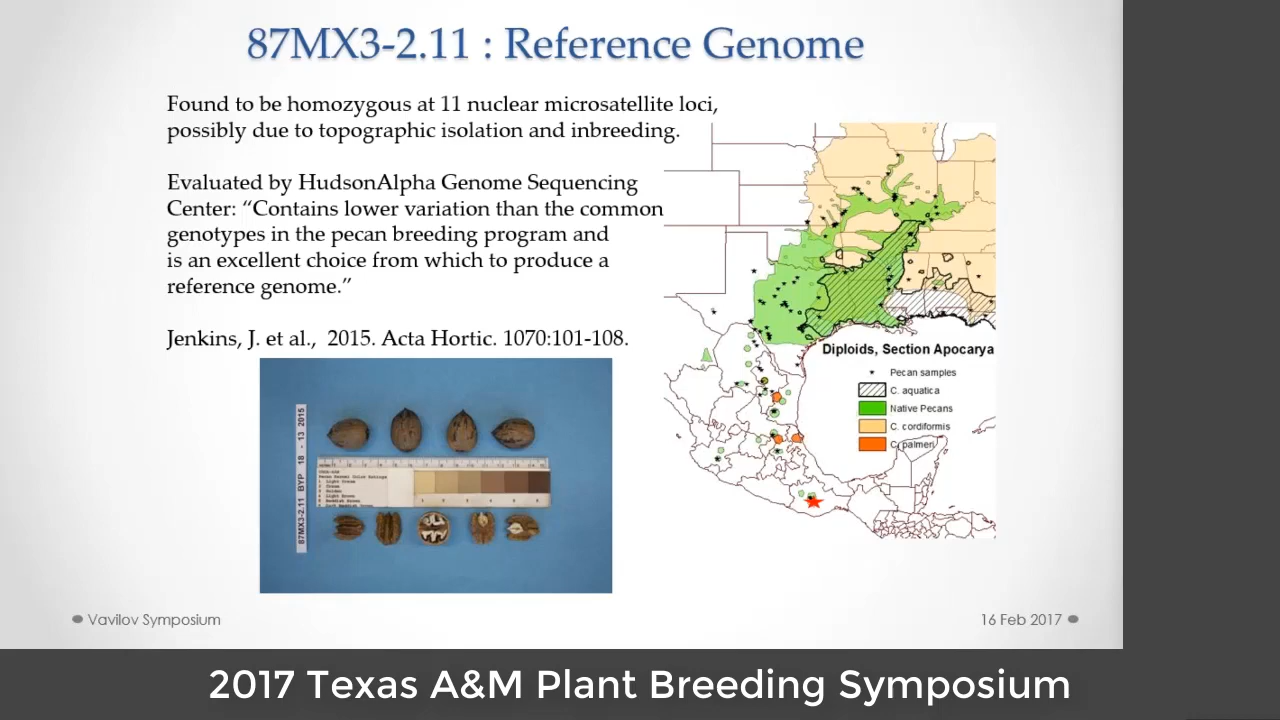 87MX3-2.11 : Reference Genome
Found to be homozygous at 11 nuclear microsatellite loci,
possibly due to topographic isolation and inbreeding.
Evaluated by HudsonAlpha Genome Sequencing
Center: “Contains lower variation than the common
genotypes in the pecan breeding program and
is an excellent choice from which to produce a
reference genome.”
Jenkins, J. et al., 2015. Acta Hortic. 1070:101-108.
Diploids, Section Apocarya
Pecan samples
C. aquatica
Native Pecans
C. cordiformis
C. palmeri
87MX3-2.11 BYP 18 - 13 2015
Vavilov Symposium
16 Feb 2017
2017 Texas A&M Plant Breeding Symposium